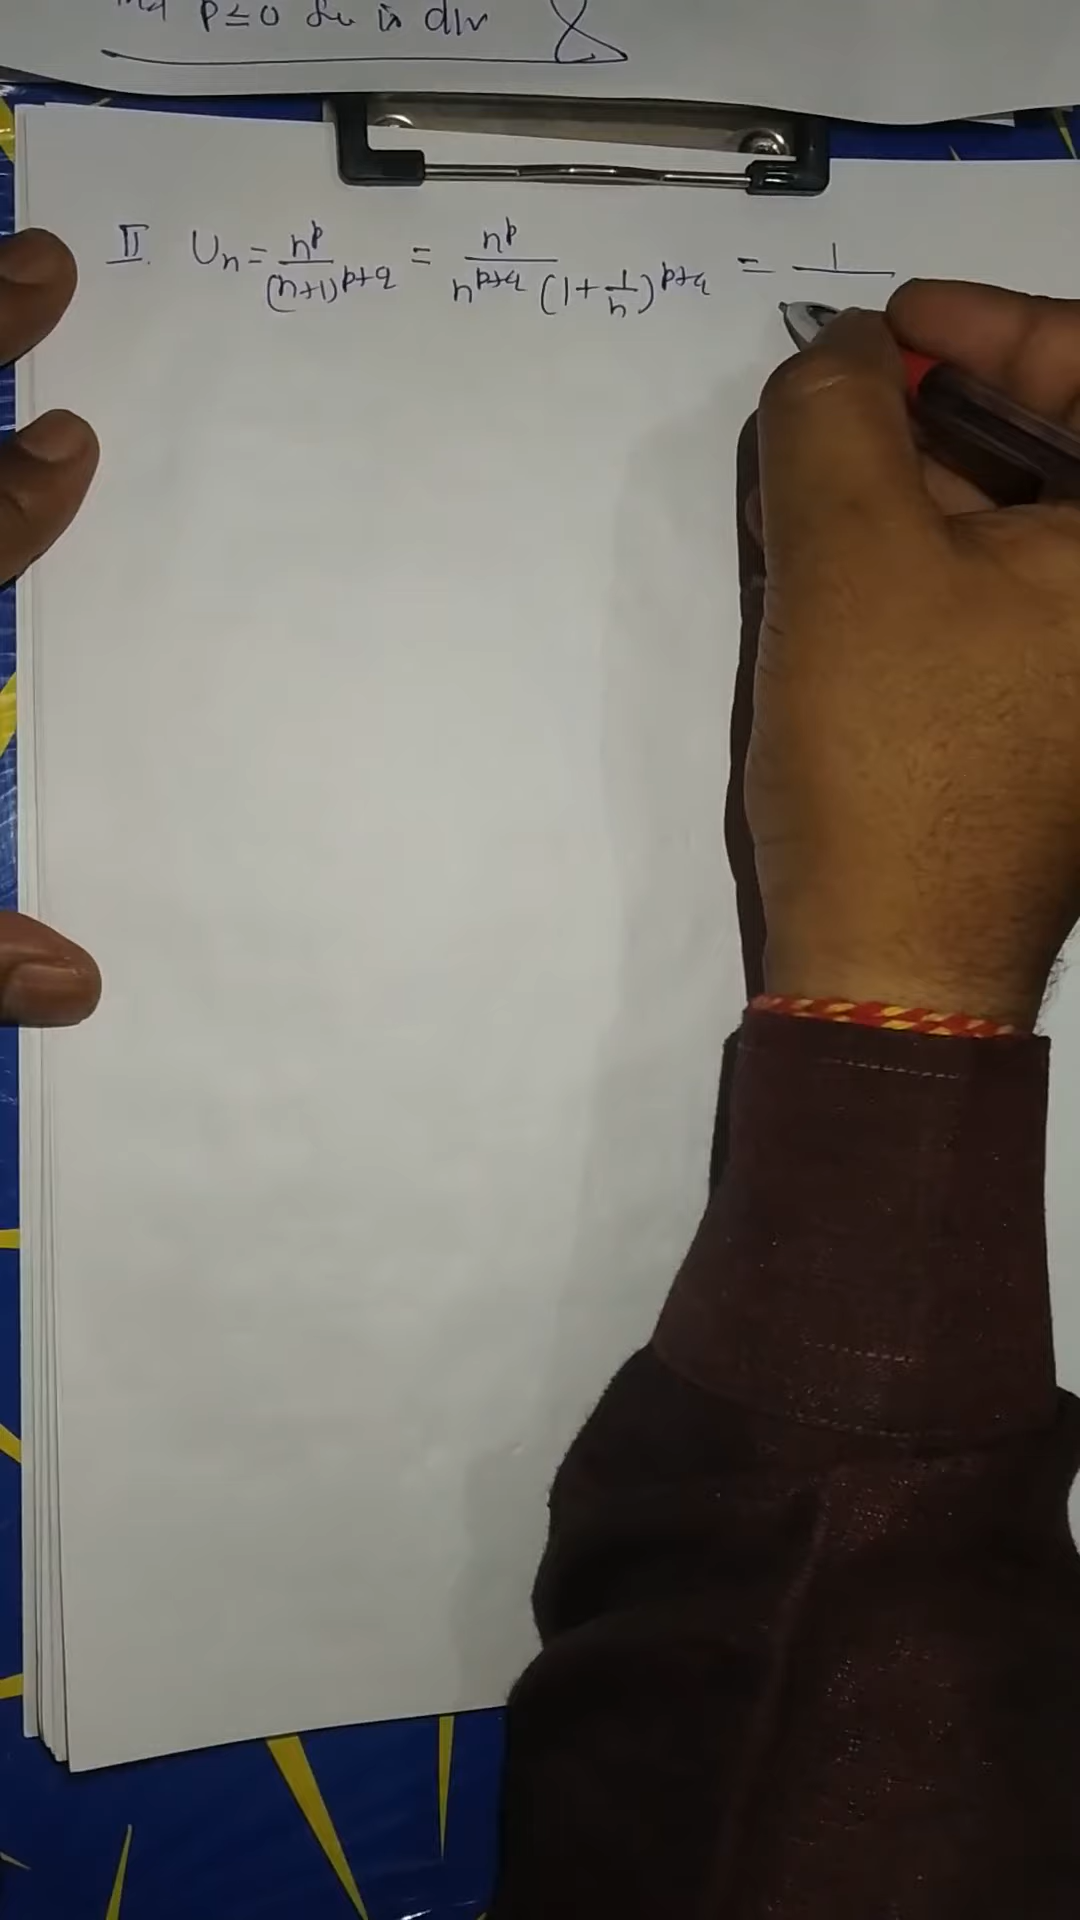 P ≤ 0 is div
II. Un = n^p/(n+1)^p+q = n^p/n^p+q (1+1/n)^p+q = 1/